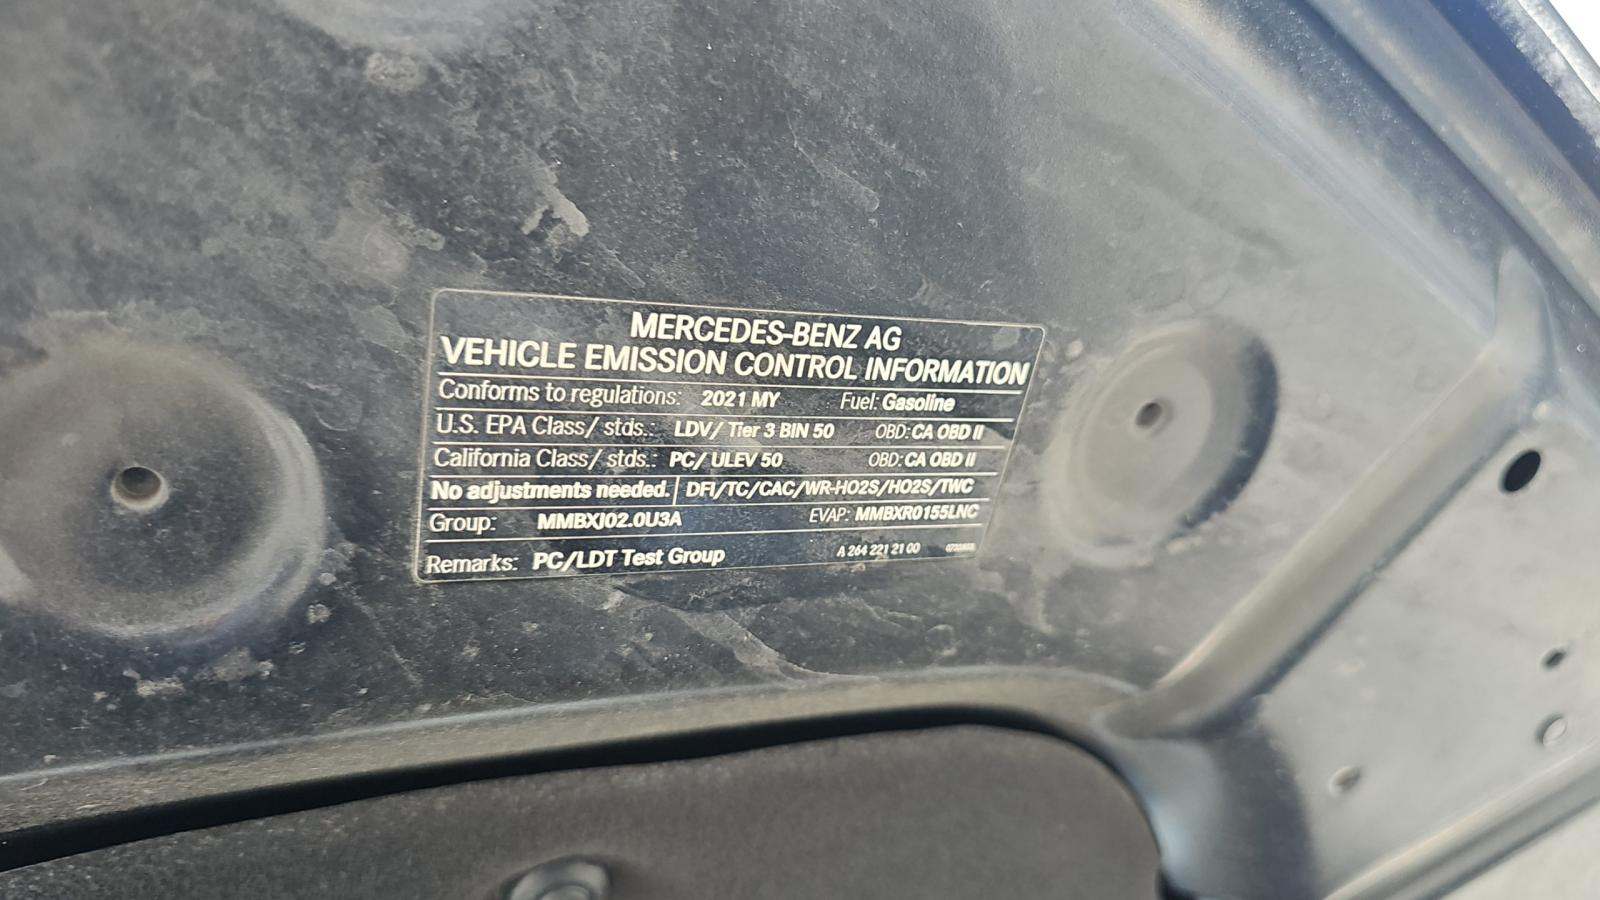 MERCEDES-BENZ AG
VEHICLE EMISSION CONTROL INFORMATION
Conforms to regulations: 2021 MY Fuel: Gasoline
U.S. EPA Class/ stds.: LDV/ Tier 3 BIN 50 OBD: CA OBD II
California Class/ stds.: PC/ ULEV 50 OBD: CA OBD II
No adjustments needed. DFI/TC/CAC/WR-HO2S/HO2S/TWC
Group: MMBXJ02.0U3A EVAP: MMBXR0155LNC
Remarks: PC/LDT Test Group A 264 221 21 00